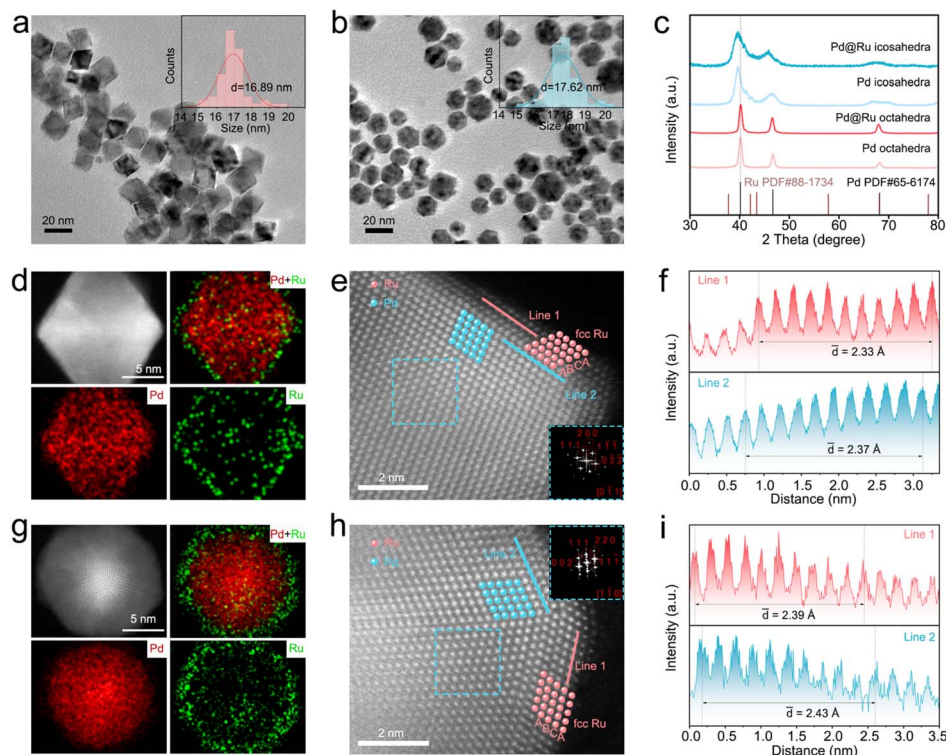 a
Counts
d=16.89 nm
14 15 16 17 18 19 20
Size (nm)
20 nm
b
Counts
d=17.62 nm
14 15 16 17 18 19 20
Size (nm)
20 nm
c
Intensity (a.u.)
Pd@Ru icosahedra
Pd icosahedra
Pd@Ru octahedra
Pd octahedra
Ru PDF#88-1734 Pd PDF#65-6174
30 40 50 60 70 80
2 Theta (degree)
d
5 nm
Pd+Ru
Pd
Ru
e
Ru
Pd
Line 1
fcc Ru
ABCA
Line 2
2 nm
f
Intensity (a.u.)
Line 1
d̅ = 2.33 Å
Line 2
d̅ = 2.37 Å
0.0 0.5 1.0 1.5 2.0 2.5 3.0
Distance (nm)
g
5 nm
Pd+Ru
Pd
Ru
h
Line 2
Line 1
fcc Ru
ABCA
2 nm
i
Intensity (a.u.)
Line 1
d̅ = 2.39 Å
Line 2
d̅ = 2.43 Å
0.0 0.5 1.0 1.5 2.0 2.5 3.0 3.5
Distance (nm)